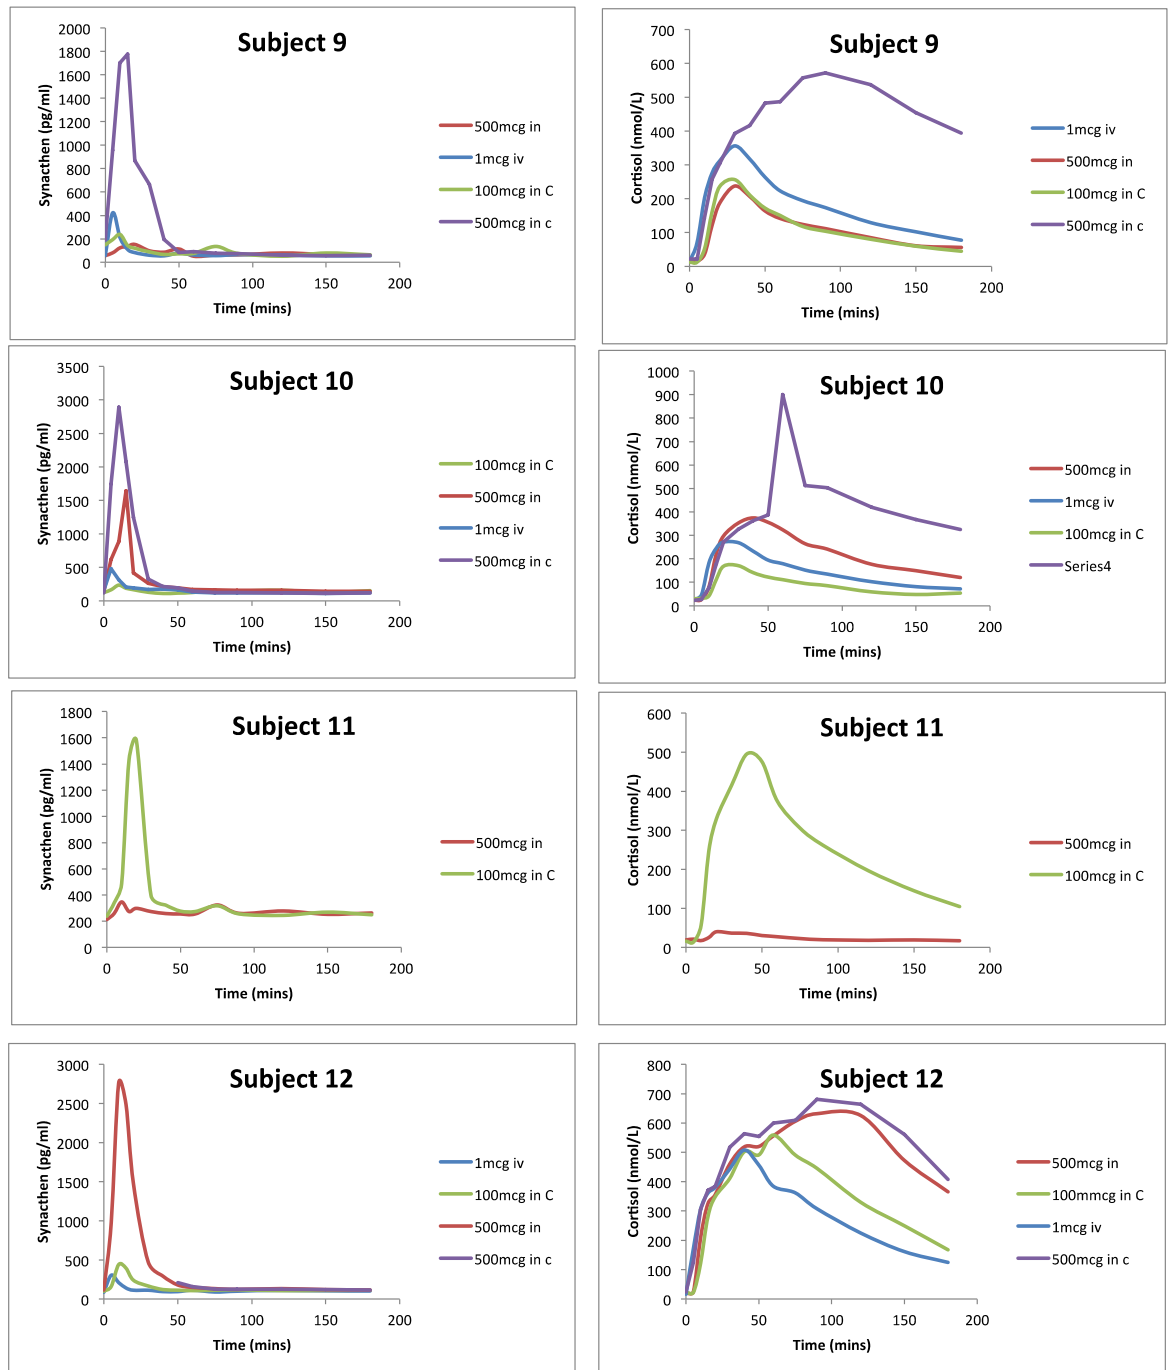 Subject 9
Synacthen (pg/ml)
2000
1800
1600
1400
1200
1000
800
600
400
200
0
0 50 100 150 200
Time (mins)
500mcg in
1mcg iv
100mcg in C
500mcg in c
Subject 9
Cortisol (nmol/L)
700
600
500
400
300
200
100
0
0 50 100 150 200
Time (mins)
1mcg iv
500mcg in
100mcg in C
500mcg in c
Subject 10
Synacthen (pg/ml)
3500
3000
2500
2000
1500
1000
500
0
0 50 100 150 200
Time (mins)
100mcg in C
500mcg in
1mcg iv
500mcg in c
Subject 10
Cortisol (nmol/L)
1000
900
800
700
600
500
400
300
200
100
0
0 50 100 150 200
Time (mins)
500mcg in
1mcg iv
100mcg in C
Series4
Subject 11
Synacthen (pg/ml)
1800
1600
1400
1200
1000
800
600
400
200
0
0 50 100 150 200
Time (mins)
500mcg in
100mcg in C
Subject 11
Cortisol (nmol/L)
600
500
400
300
200
100
0
0 50 100 150 200
Time (mins)
500mcg in
100mcg in C
Subject 12
Synacthen (pg/ml)
3000
2500
2000
1500
1000
500
0
0 50 100 150 200
Time (mins)
1mcg iv
100mcg in C
500mcg in
500mcg in c
Subject 12
Cortisol (nmol/L)
800
700
600
500
400
300
200
100
0
0 50 100 150 200
Time (mins)
500mcg in
100mmcg in C
1mcg iv
500mcg in c